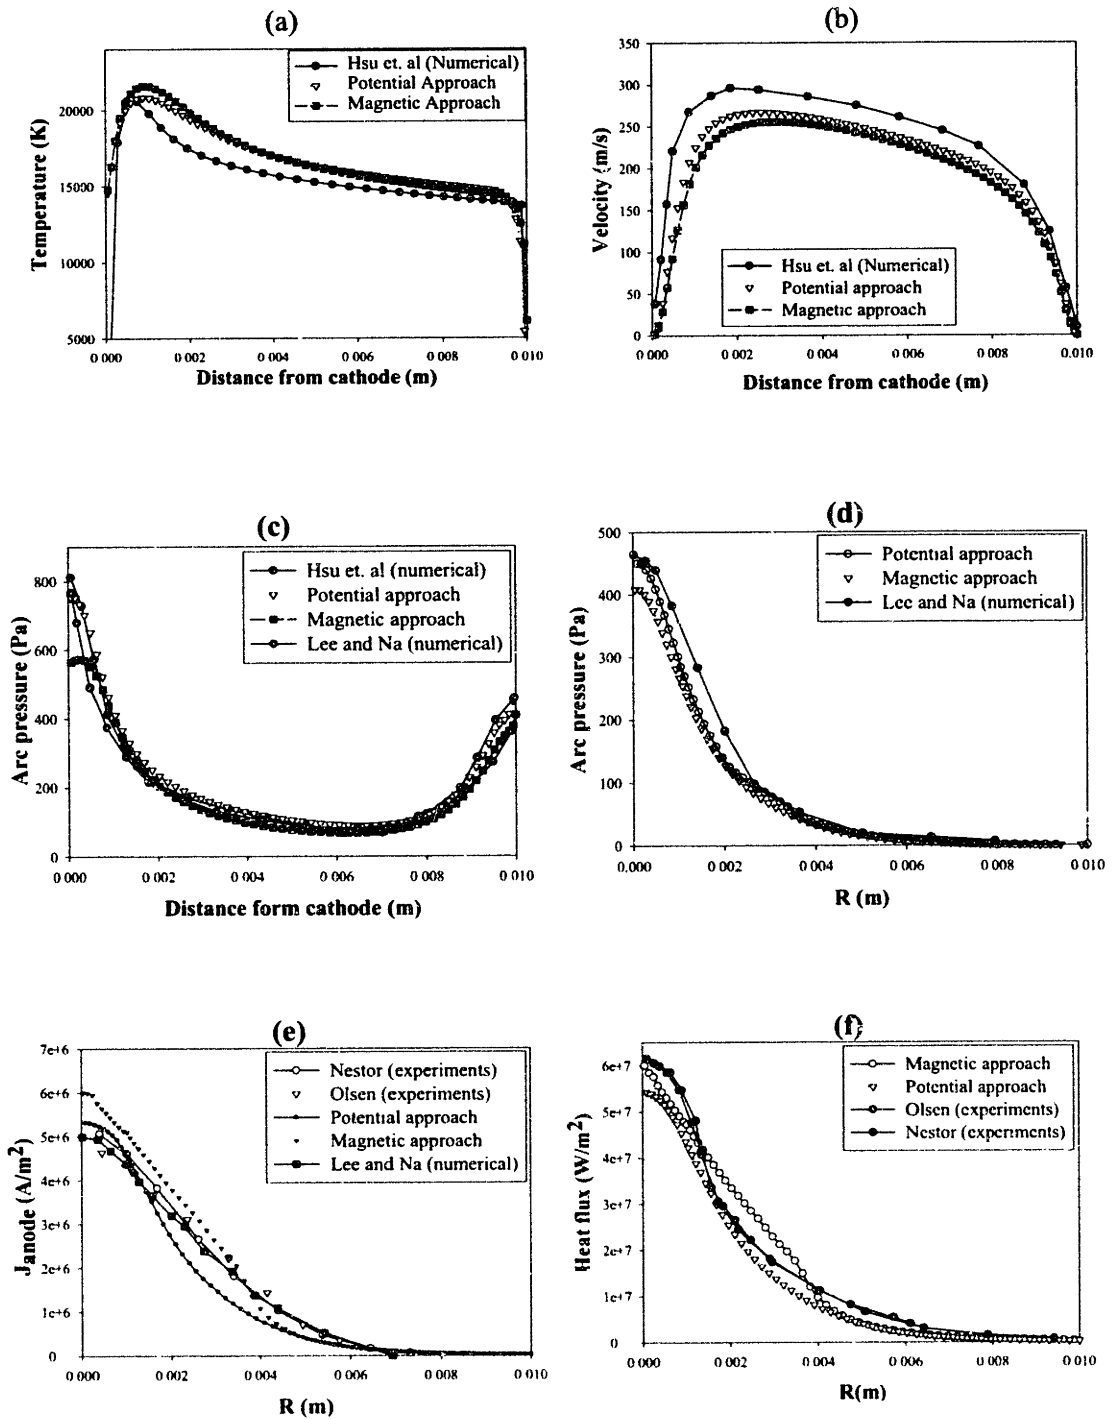 (a)
Hsu et. al (Numerical)
Potential Approach
Magnetic Approach
20000
15000
10000
5000
Temperature (K)
0.000 0.002 0 004 0 006 0 008 0 010
Distance from cathode (m)
(b)
350
300
250
200
150
100
50
0
Velocity (m/s)
Hsu et. al (Numerical)
Potential approach
Magnetic approach
0 000 0.002 0 004 0 006 0 008 0.010
Distance from cathode (m)
(c)
Hsu et. al (numerical)
Potential approach
Magnetic approach
Lee and Na (numerical)
800
600
400
200
0
Arc pressure (Pa)
0 000 0 002 0 004 0 006 0 008 0 010
Distance form cathode (m)
(d)
500
400
300
200
100
0
Arc pressure (Pa)
Potential approach
Magnetic approach
Lee and Na (numerical)
0.000 0.002 0 004 0 006 0 008 0 010
R (m)
(e)
7e+6
6e+6
5e+6
4e+6
3e+6
2e+6
1e+6
0
Janode (A/m2)
Nestor (experiments)
Olsen (experiments)
Potential approach
Magnetic approach
Lee and Na (numerical)
0 000 0 002 0 004 0 006 0 008 0 010
R (m)
(f)
6e+7
5e+7
4e+7
3e+7
2e+7
1e+7
0
Heat flux (W/m2)
Magnetic approach
Potential approach
Olsen (experiments)
Nestor (experiments)
0 000 0 002 0 004 0 006 0 008 0 010
R(m)